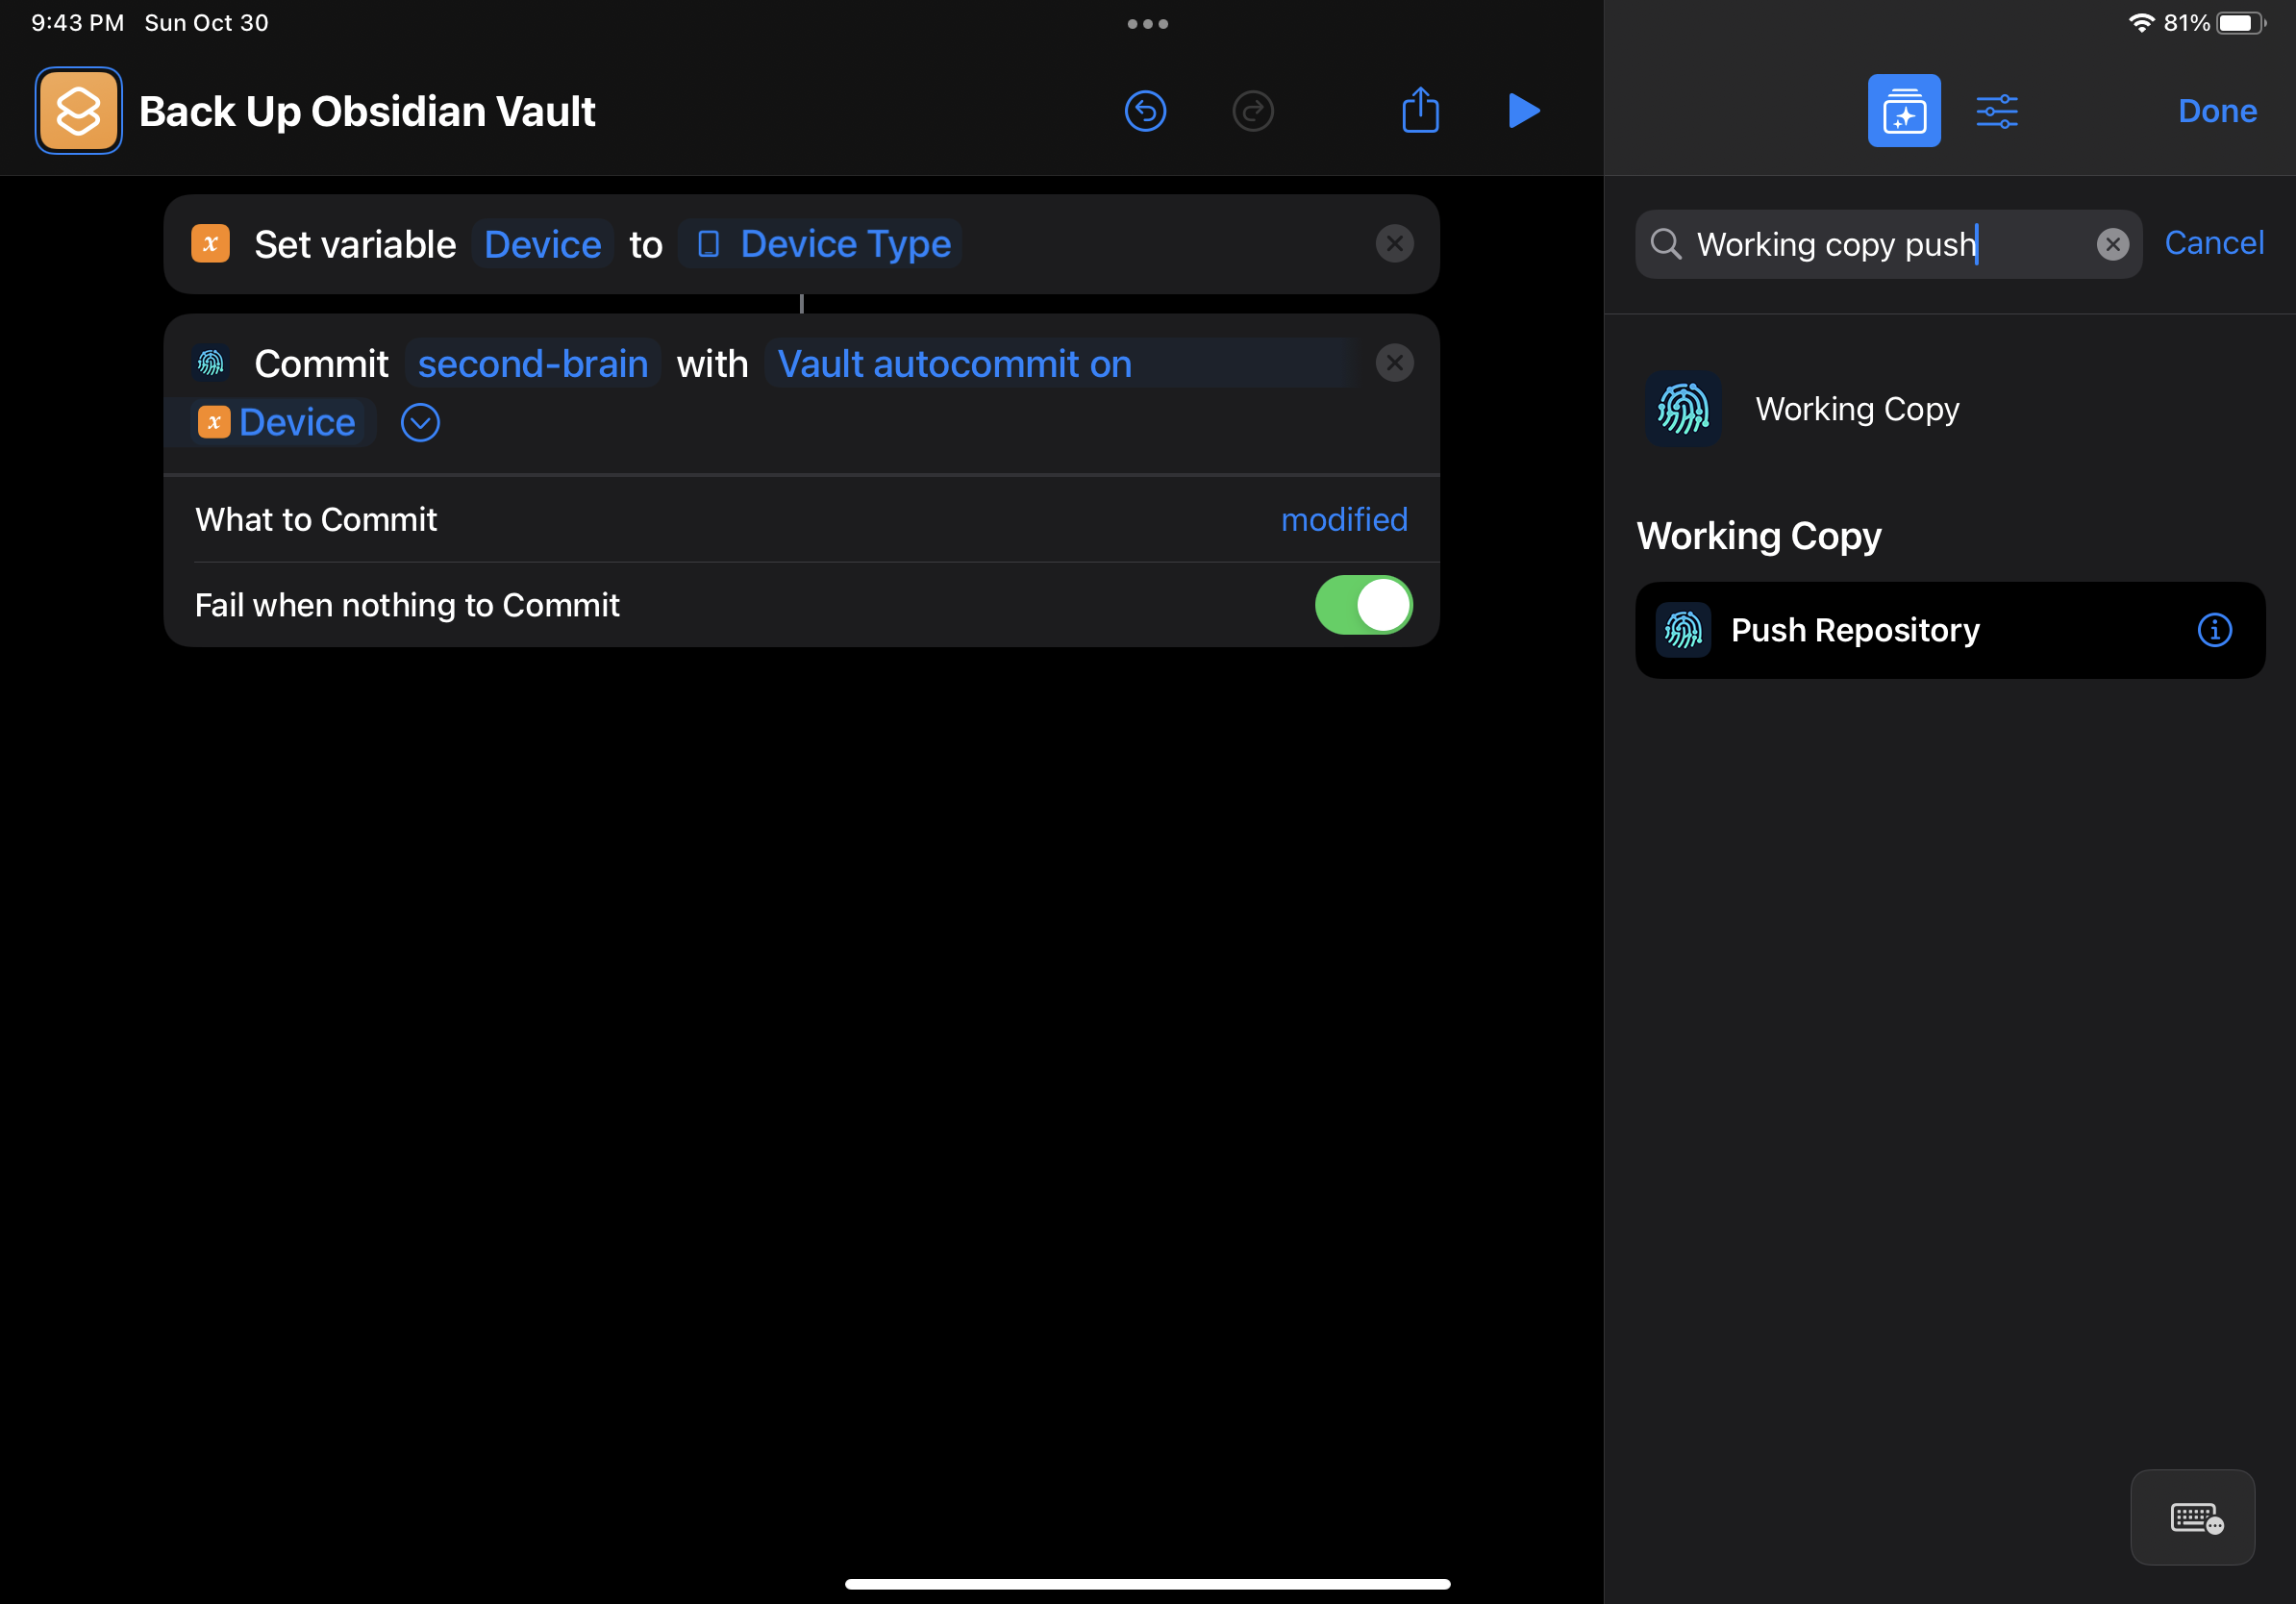 9:43 PM Sun Oct 30
81%
Back Up Obsidian Vault
Done
Set variable Device to Device Type
Commit second-brain with Vault autocommit on
Device
What to Commit modified
Fail when nothing to Commit
Working copy push
Cancel
Working Copy
Working Copy
Push Repository